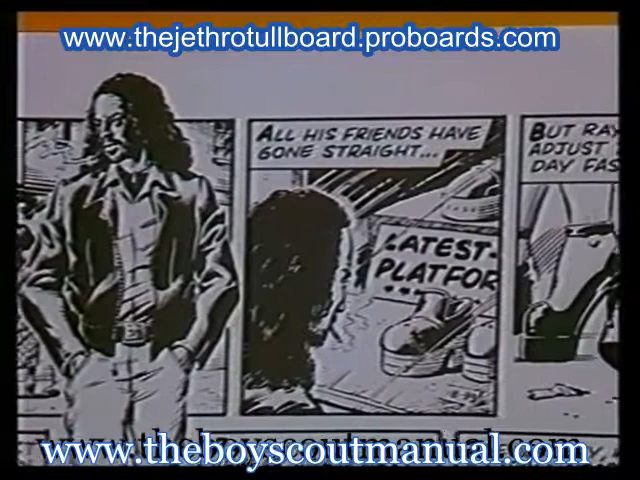 www.thejethrotullboard.proboards.com
ALL HIS FRIENDS HAVE
GONE STRAIGHT...
BUT RAY
ADJUST
DAY FAS
LATEST-
PLATFOR
www.theboyscoutmanual.com